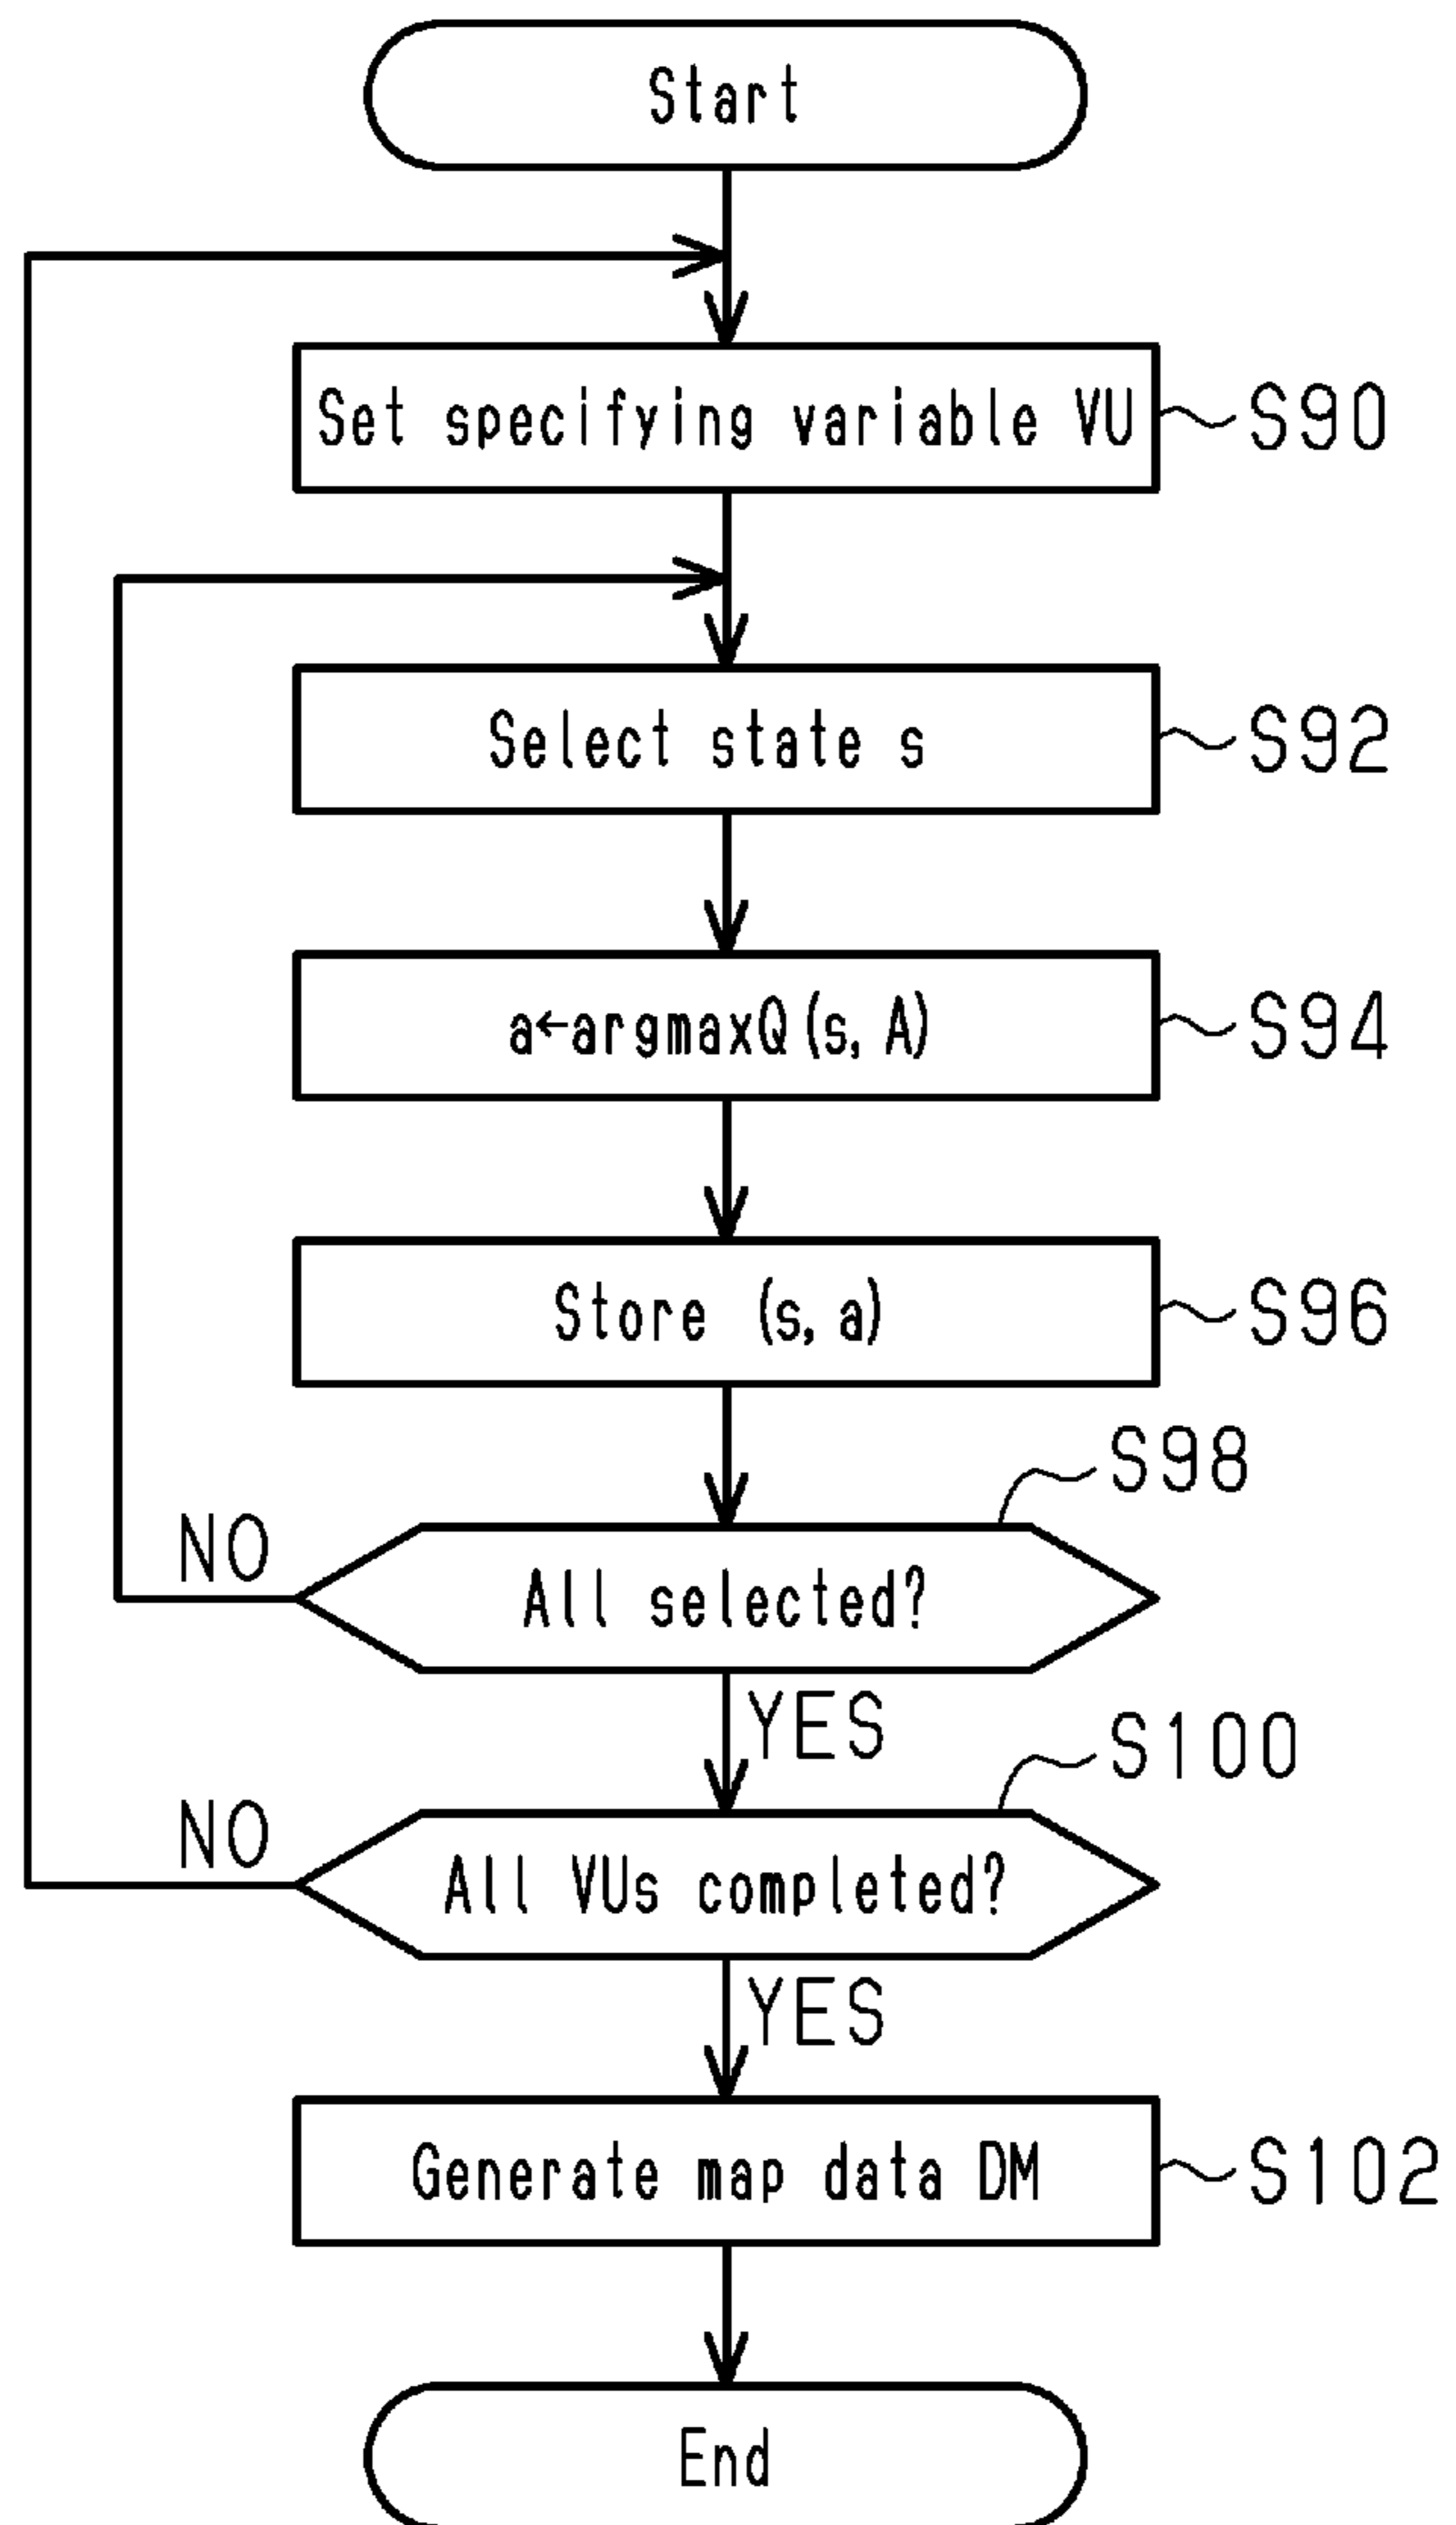 Start
Set specifying variable VU
S90
Select state s
S92
a←argmaxQ(s, A)
S94
Store (s, a)
S96
S98
NO
All selected?
YES
S100
NO
All VUs completed?
YES
Generate map data DM
S102
End